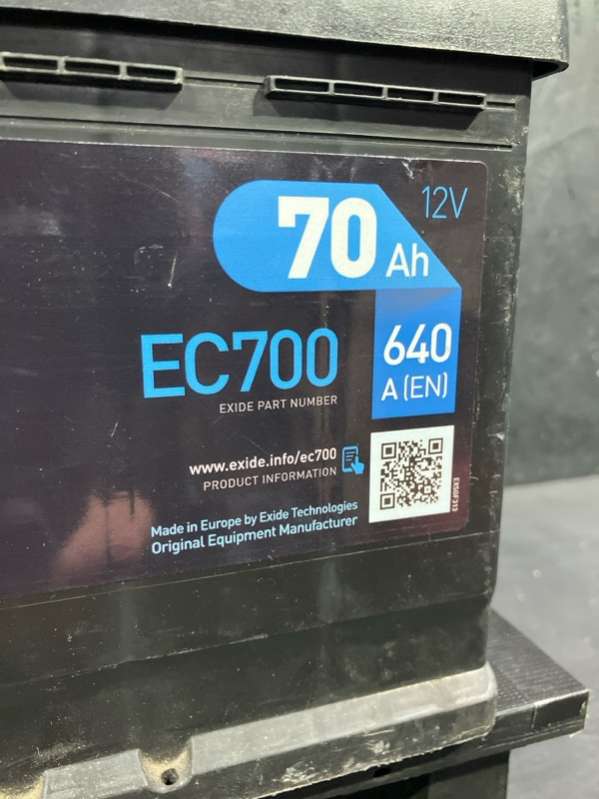 12V
70 Ah
640
A (EN)
EC700
EXIDE PART NUMBER
www.exide.info/ec700
PRODUCT INFORMATION
Made in Europe by Exide Technologies
Original Equipment Manufacturer